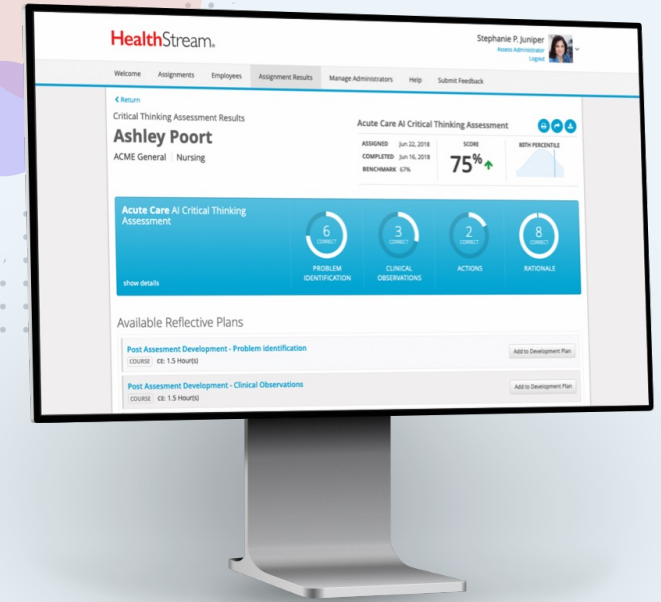 HealthStream.
Stephanie P. Juniper
Assess Administrator
Logout
Welcome Assignments Employees Assignment Results Manage Administrators Help Submit Feedback
Return
Critical Thinking Assessment Results
Ashley Poort
ACME General Nursing
Acute Care AI Critical Thinking Assessment
ASSIGNED Jun 22, 2018
COMPLETED Jun 16, 2018
BENCHMARK 67%
SCORE
75%
80TH PERCENTILE
Acute Care AI Critical Thinking
Assessment
show details
6
CORRECT
PROBLEM
IDENTIFICATION
3
CORRECT
CLINICAL
OBSERVATIONS
2
CORRECT
ACTIONS
8
CORRECT
RATIONALE
Available Reflective Plans
Post Assesment Development - Problem identification
COURSE CE: 1.5 Hour(s)
Add to Development Plan
Post Assesment Development - Clinical Observations
COURSE CE: 1.5 Hour(s)
Add to Development Plan